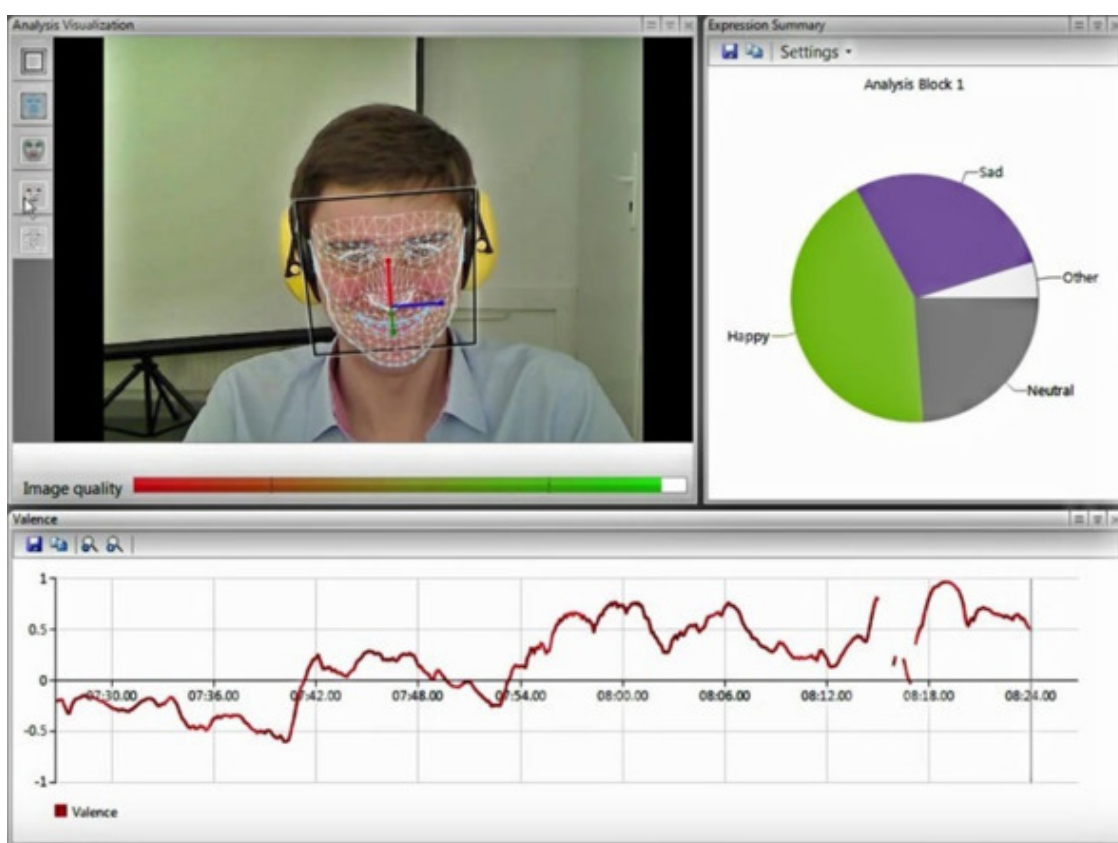 Analysis Visualization
Image quality
Expression Summary
Settings
Analysis Block 1
Sad
Other
Happy
Neutral
Valence
1
0.5
0
-0.5
-1
07:30.00 07:36.00 07:42.00 07:48.00 07:54.00 08:00.00 08:06.00 08:12.00 08:18.00 08:24.00
Valence